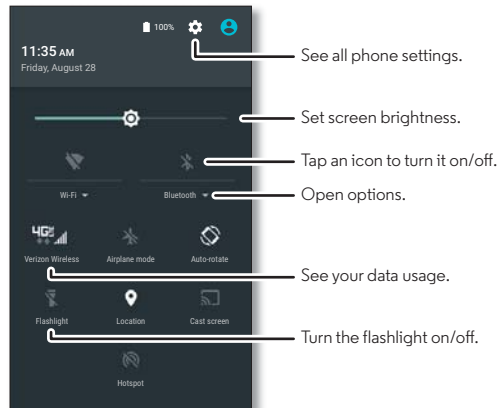 100%
11:35 AM
Friday, August 28
See all phone settings.
Set screen brightness.
Tap an icon to turn it on/off.
Wi-Fi
Bluetooth
Open options.
4G
Verizon Wireless
Airplane mode
Auto-rotate
See your data usage.
Flashlight
Location
Cast screen
Turn the flashlight on/off.
Hotspot